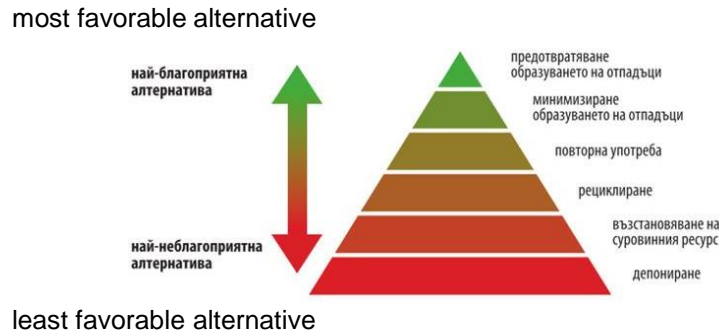 most favorable alternative
най-благоприятна
алтернатива
предотвратяване
образуването на отпадъци
минимизиране
образуването на отпадъци
повторна употреба
рециклиране
възстановяване на
суровинния ресурс
най-неблагоприятна
алтернатива
депониране
least favorable alternative